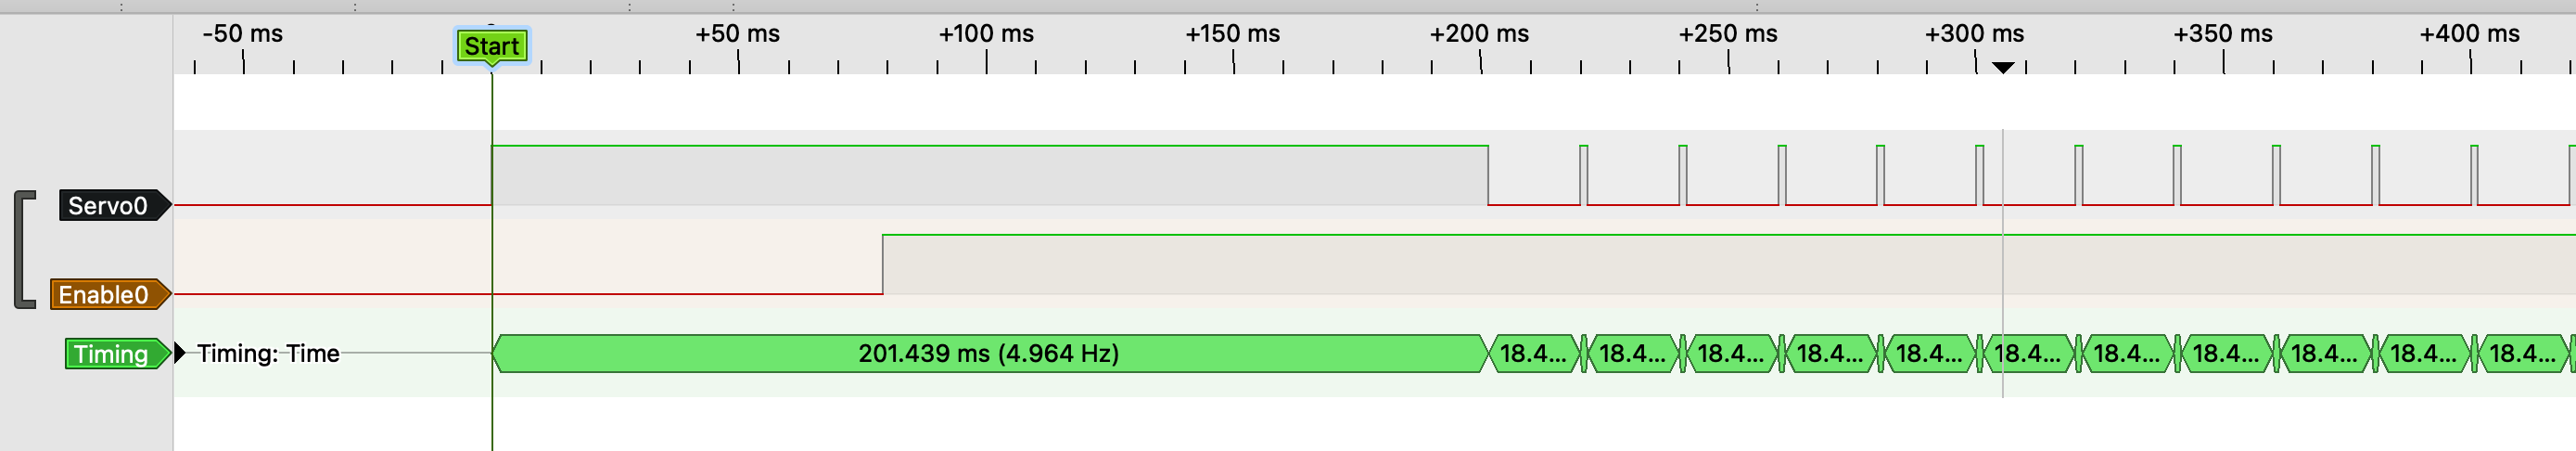 -50 ms
+50 ms
+100 ms
+150 ms
+200 ms
+250 ms
+300 ms
+350 ms
+400 ms
Start
Servo0
Enable0
Timing
Timing: Time
201.439 ms (4.964 Hz)
18.4...
18.4...
18.4...
18.4...
18.4...
18.4...
18.4...
18.4...
18.4...
18.4...
18.4...